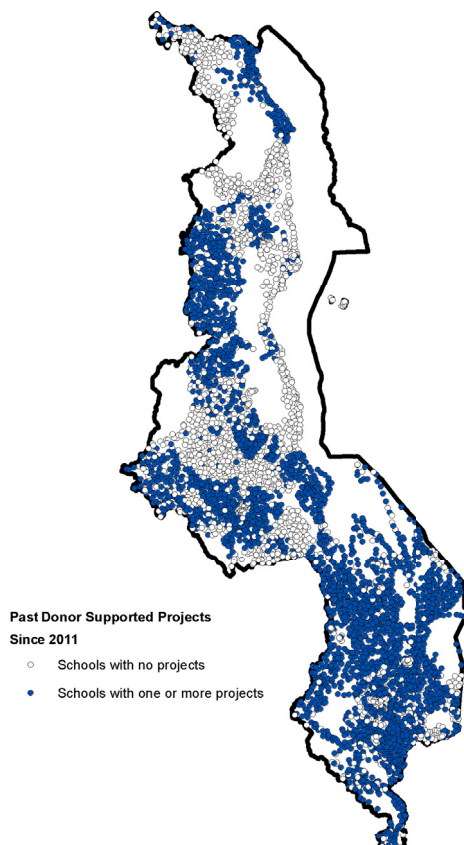 Past Donor Supported Projects
Since 2011
Schools with no projects
Schools with one or more projects